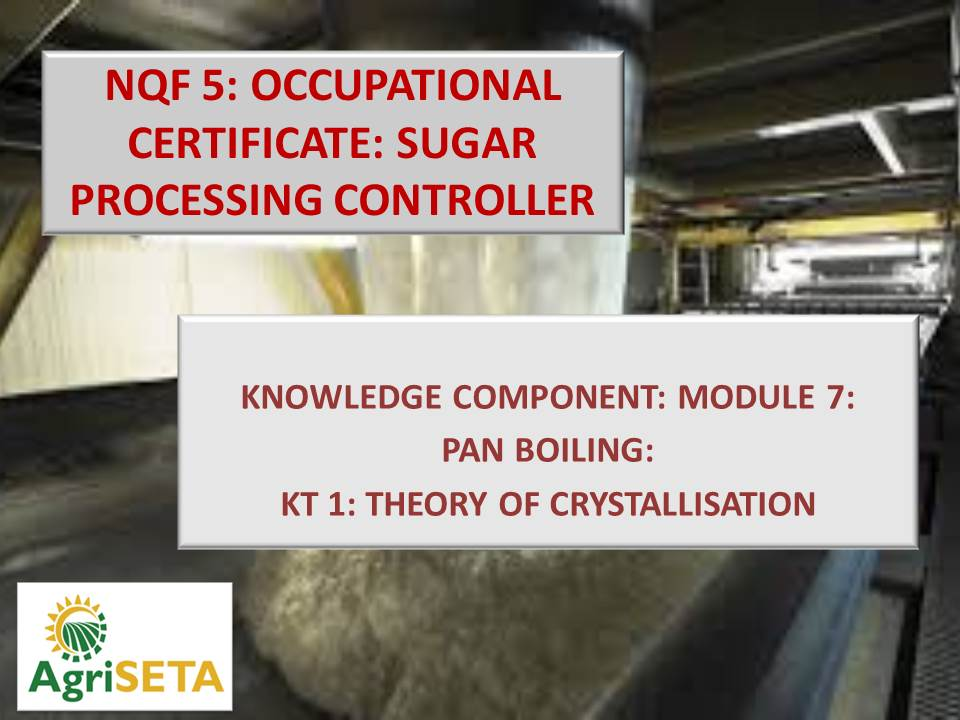 NQF 5: OCCUPATIONAL
CERTIFICATE: SUGAR
PROCESSING CONTROLLER
KNOWLEDGE COMPONENT: MODULE 7:
PAN BOILING:
KT 1: THEORY OF CRYSTALLISATION
AgriSETA